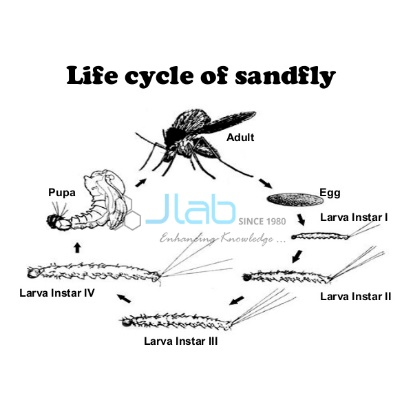 Life cycle of sandfly
Adult
Pupa
Egg
Jlab SINCE 1980
Larva Instar I
Enhancing Knowledge ...
Larva Instar IV
Larva Instar II
Larva Instar III